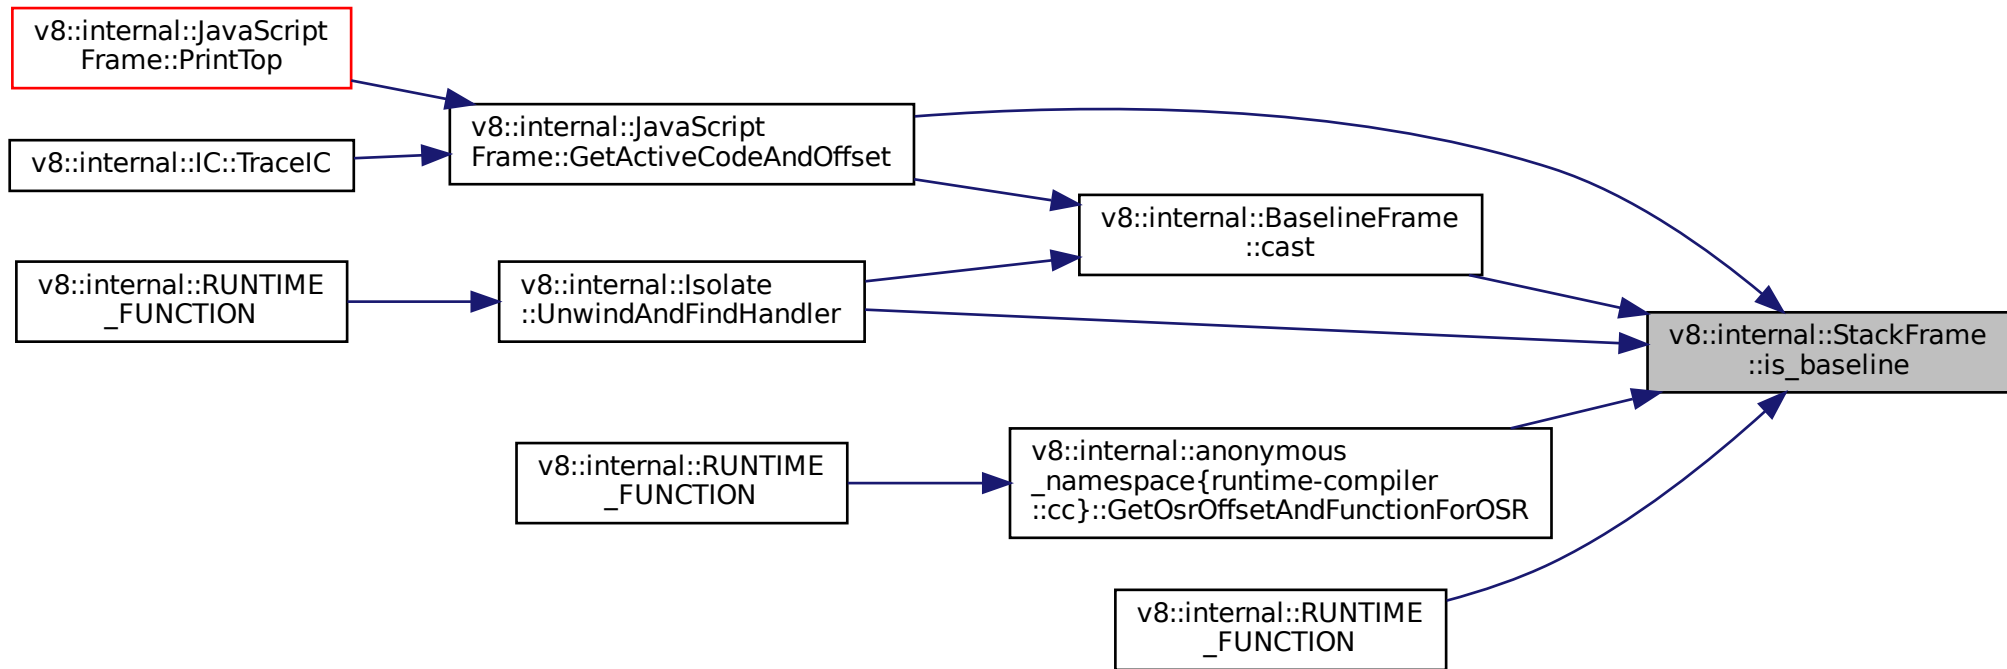 v8::internal::JavaScript
Frame::PrintTop
v8::internal::IC::TraceIC
v8::internal::RUNTIME
_FUNCTION
v8::internal::JavaScript
Frame::GetActiveCodeAndOffset
v8::internal::Isolate
::UnwindAndFindHandler
v8::internal::RUNTIME
_FUNCTION
v8::internal::BaselineFrame
::cast
v8::internal::anonymous
_namespace{runtime-compiler
::cc}::GetOsrOffsetAndFunctionForOSR
v8::internal::RUNTIME
_FUNCTION
v8::internal::StackFrame
::is_baseline